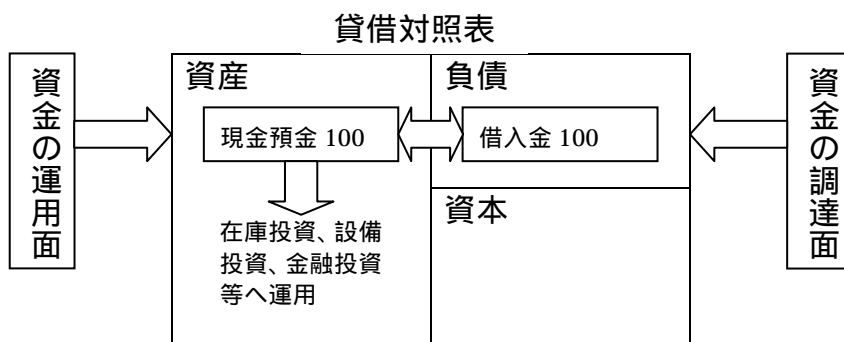 貸借対照表
資金の運用面
資産
現金預金 100
在庫投資、設備
投資、金融投資
等へ運用
負債
借入金 100
資本
資金の調達面